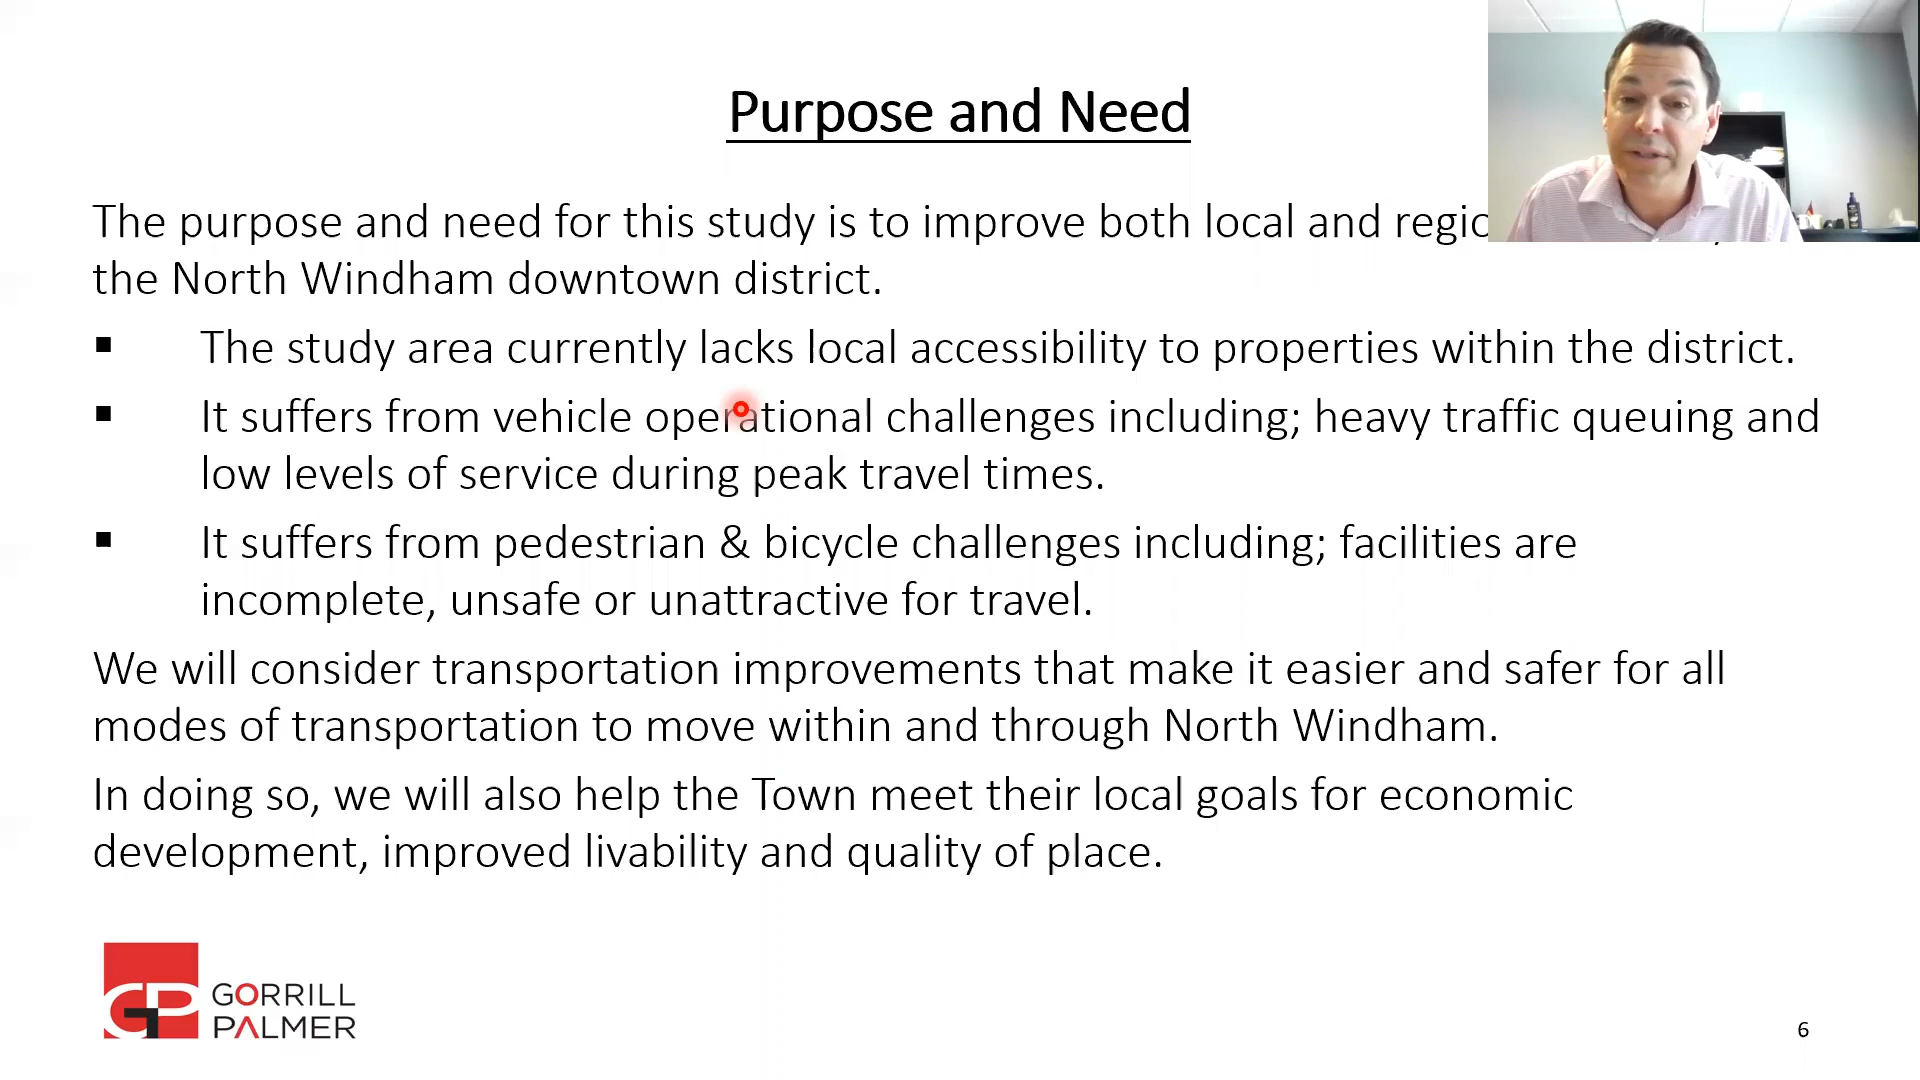 Purpose and Need
The purpose and need for this study is to improve both local and regio
the North Windham downtown district.
▪ The study area currently lacks local accessibility to properties within the district.
▪ It suffers from vehicle operational challenges including; heavy traffic queuing and
low levels of service during peak travel times.
▪ It suffers from pedestrian & bicycle challenges including; facilities are
incomplete, unsafe or unattractive for travel.
We will consider transportation improvements that make it easier and safer for all
modes of transportation to move within and through North Windham.
In doing so, we will also help the Town meet their local goals for economic
development, improved livability and quality of place.
GP GORRILL
PALMER
6